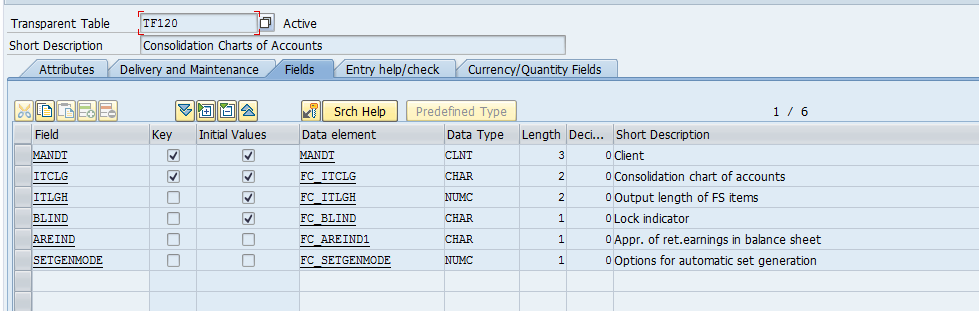 Transparent Table TF120 Active
Short Description Consolidation Charts of Accounts
Attributes Delivery and Maintenance Fields Entry help/check Currency/Quantity Fields
Srch Help Predefined Type 1 / 6
Field Key Initial Values Data element Data Type Length Deci... Short Description
MANDT MANDT CLNT 3 0 Client
ITCLG FC_ITCLG CHAR 2 0 Consolidation chart of accounts
ITLGH FC_ITLGH NUMC 2 0 Output length of FS items
BLIND FC_BLIND CHAR 1 0 Lock indicator
AREIND FC_AREIND1 CHAR 1 0 Appr. of ret.earnings in balance sheet
SETGENMODE FC_SETGENMODE NUMC 1 0 Options for automatic set generation